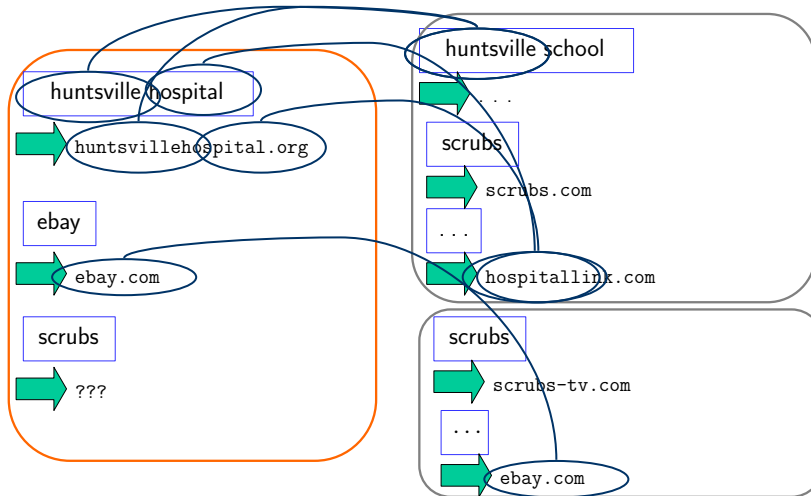 huntsville hospital
huntsvillehospital.org
ebay
ebay.com
scrubs
???
huntsville school
. . .
scrubs
scrubs.com
...
hospitallink.com
scrubs
scrubs-tv.com
...
ebay.com